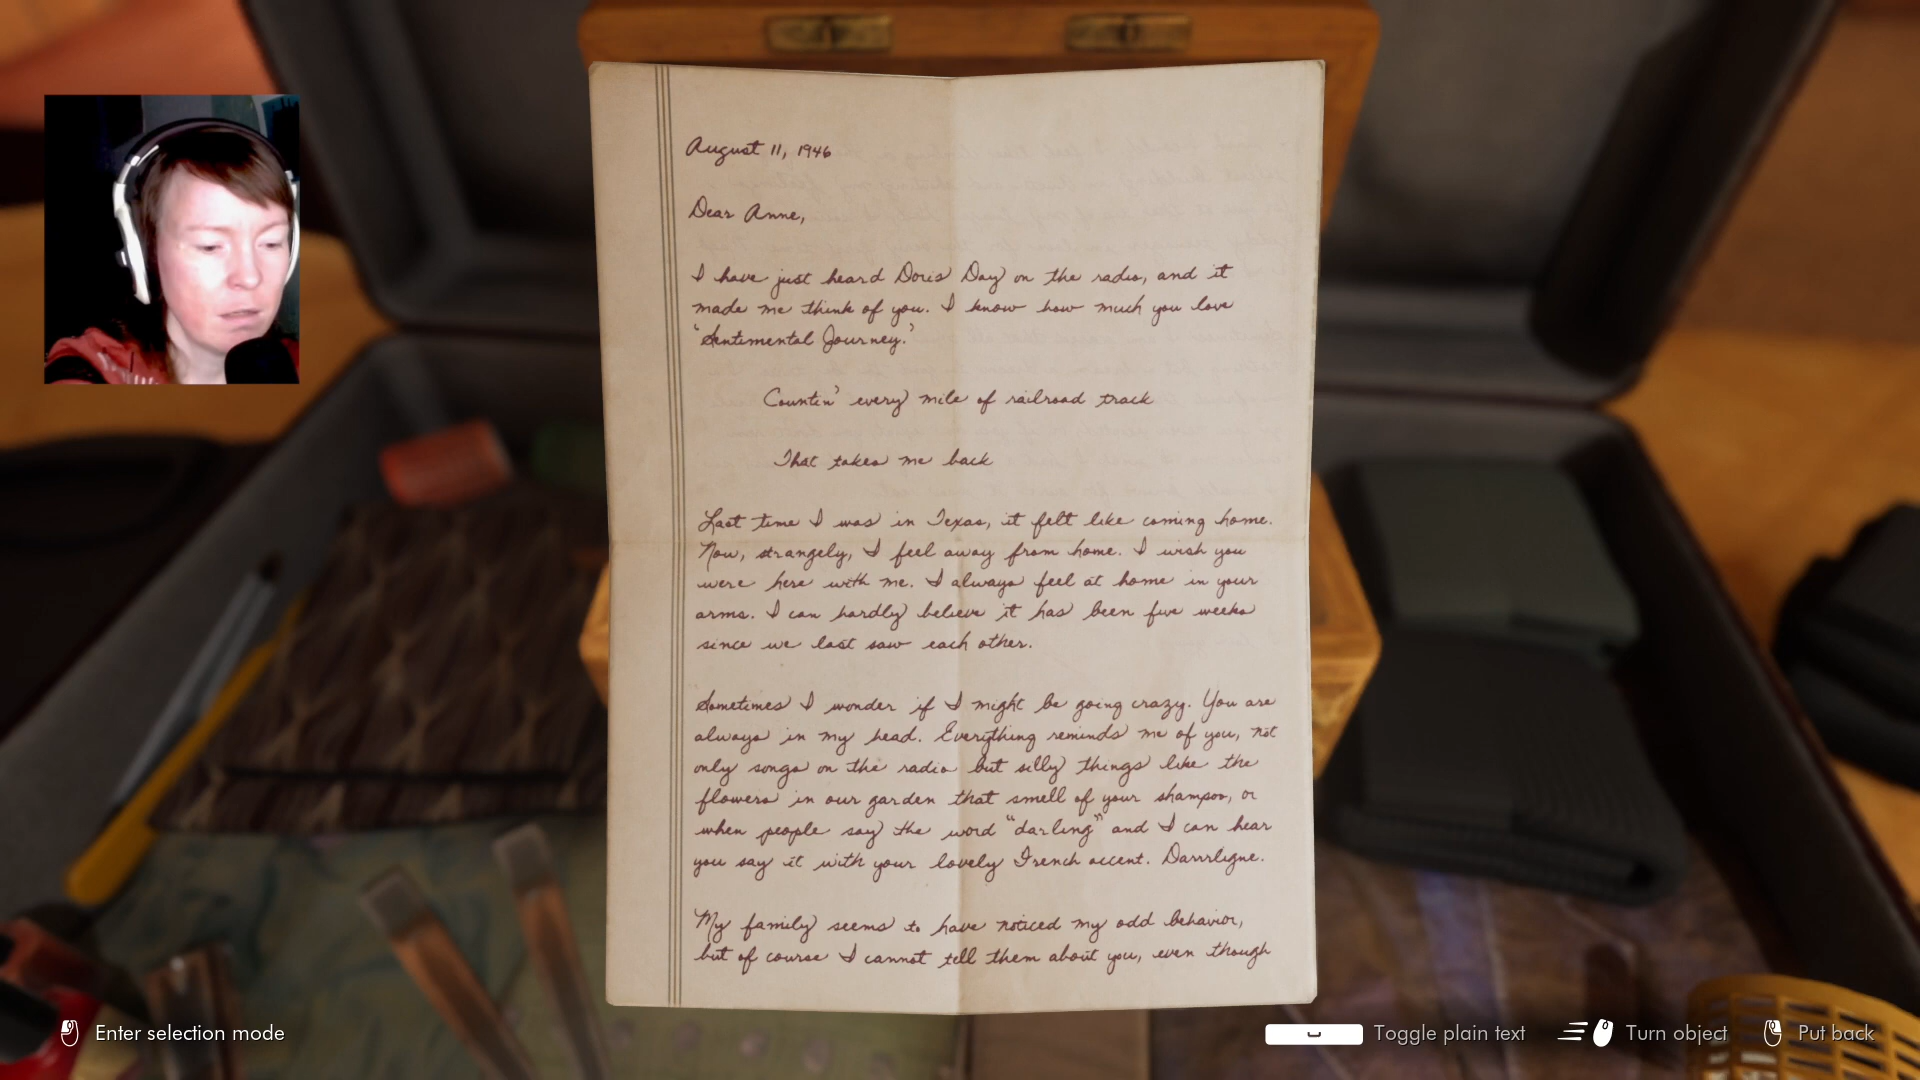 August 11, 1946
Dear Anne,
I have just heard Doris Day on the radio, and it
made me think of you. I know how much you love
'Sentimental Journey.'
Countin' every mile of railroad track
That takes me back
Last time I was in Texas, it felt like coming home.
Now, strangely, I feel away from home. I wish you
were here with me. I always feel at home in your
arms. I can hardly believe it has been five weeks
since we last saw each other.
Sometimes I wonder if I might be going crazy. You are
always in my head. Everything reminds me of you, not
only songs on the radio but silly things like the
flowers in our garden that smell of your shampoo, or
when people say the word "darling" and I can hear
you say it with your lovely French accent. Darrrligne.
My family seems to have noticed my odd behavior,
but of course I cannot tell them about you, even though
Enter selection mode
Toggle plain text
Turn object
Put back